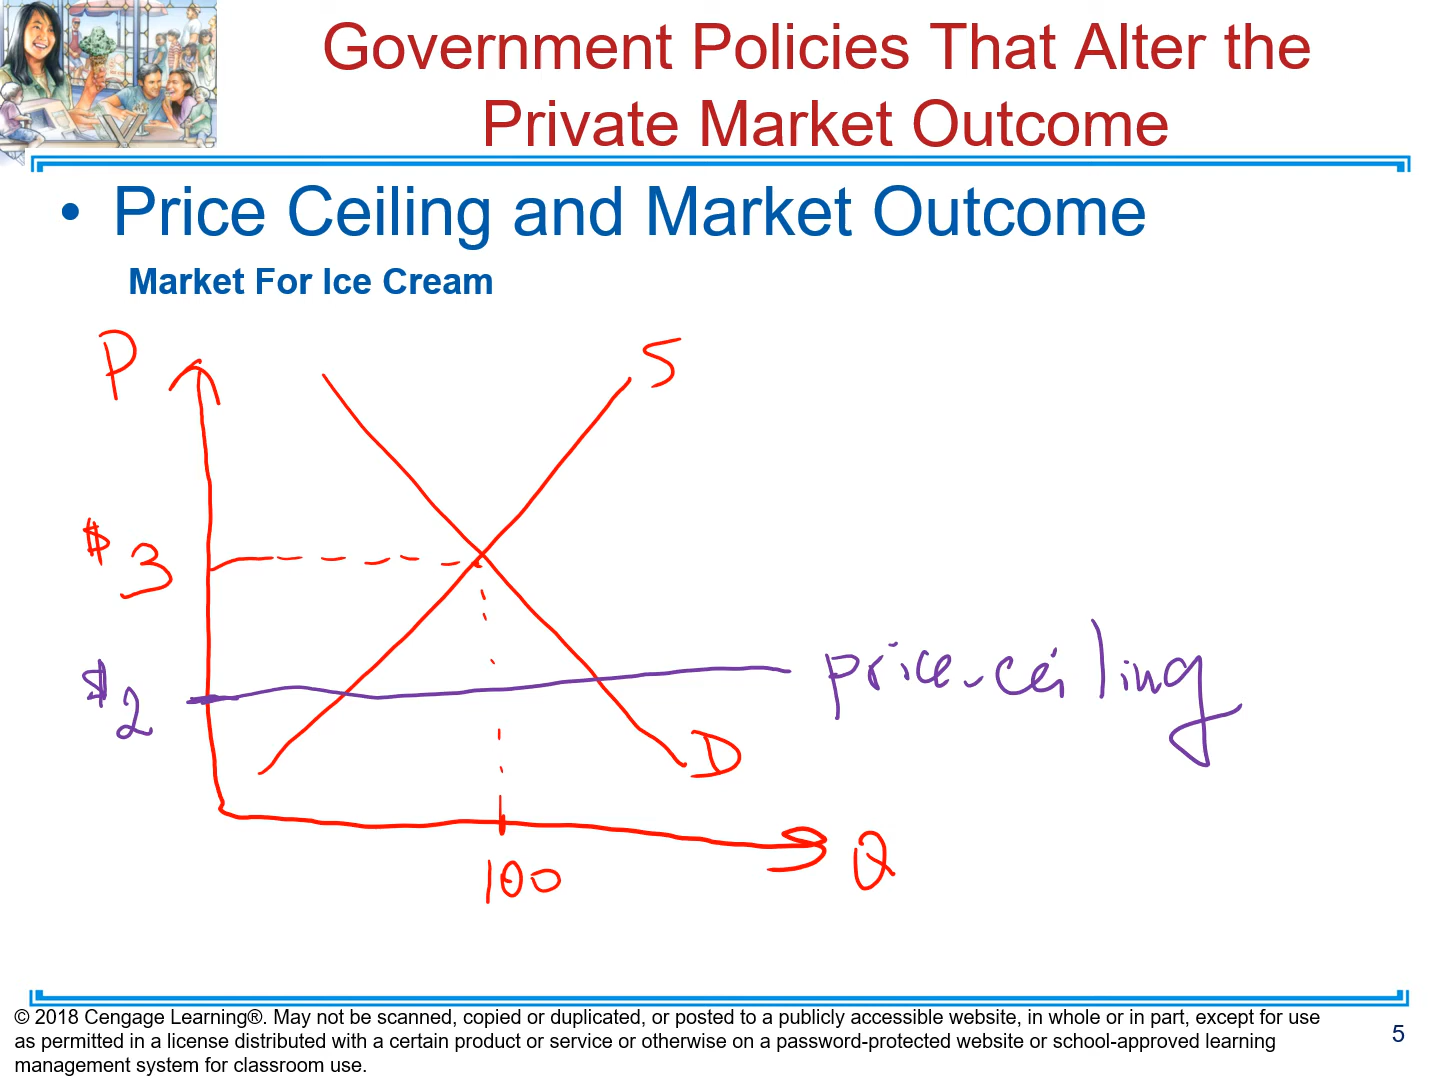 Government Policies That Alter the
Private Market Outcome
• Price Ceiling and Market Outcome
Market For Ice Cream
P
S
$3
$2
price-ceiling
D
Q
100
© 2018 Cengage Learning®. May not be scanned, copied or duplicated, or posted to a publicly accessible website, in whole or in part, except for use
as permitted in a license distributed with a certain product or service or otherwise on a password-protected website or school-approved learning
management system for classroom use.
5